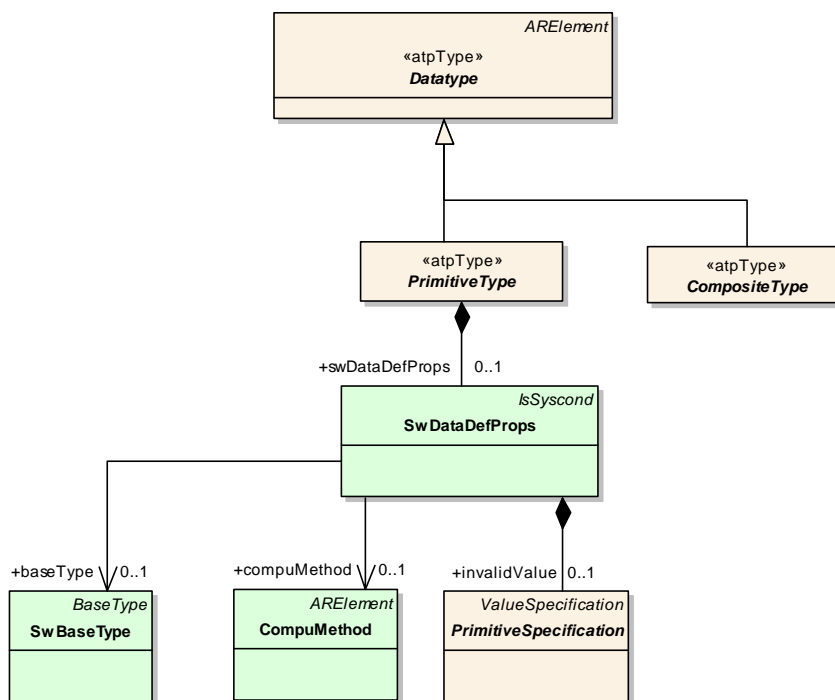 ARElement
«atpType»
Datatype
«atpType»
PrimitiveType
«atpType»
CompositeType
+swDataDefProps 0..1
IsSyscond
SwDataDefProps
+baseType 0..1
+compuMethod 0..1
+invalidValue 0..1
BaseType
SwBaseType
ARElement
CompuMethod
ValueSpecification
PrimitiveSpecification